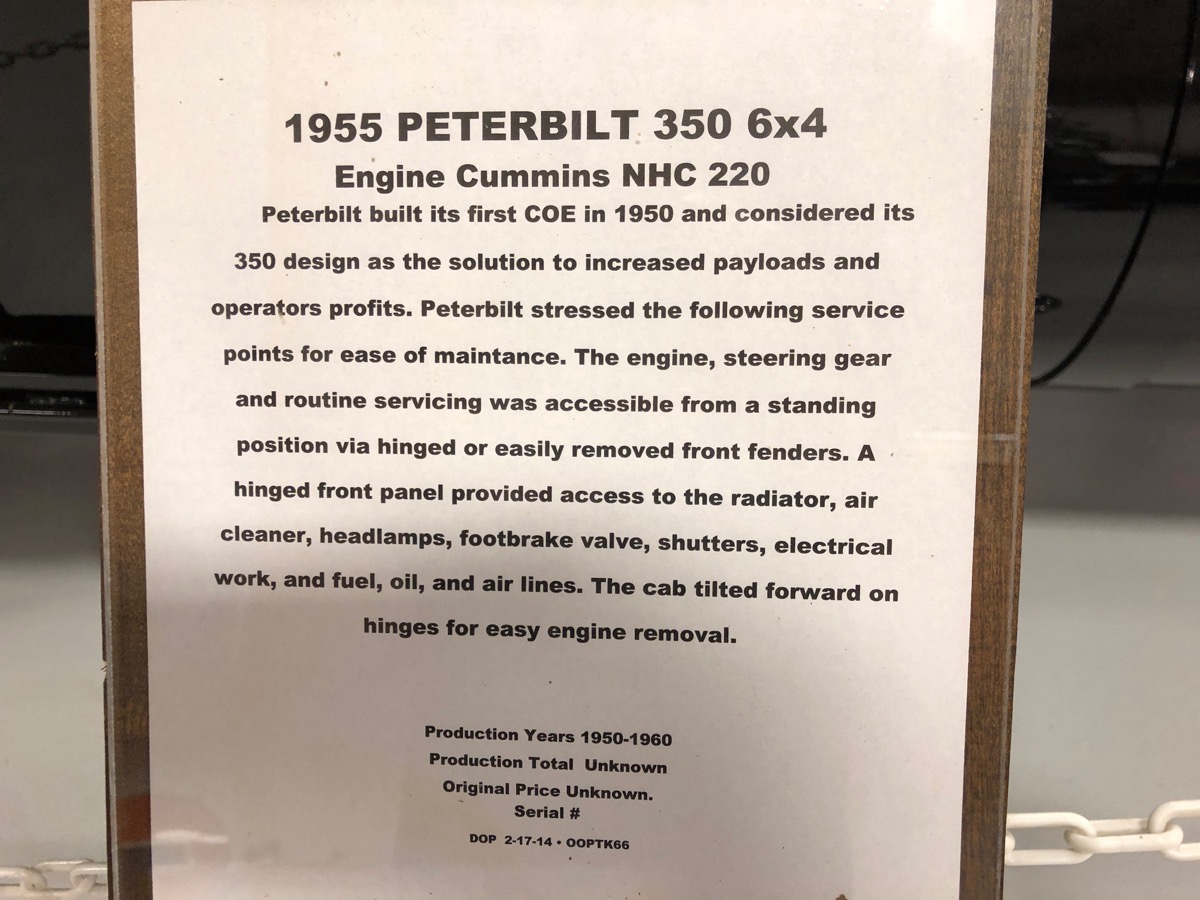 1955 PETERBILT 350 6x4
Engine Cummins NHC 220
Peterbilt built its first COE in 1950 and considered its
350 design as the solution to increased payloads and
operators profits. Peterbilt stressed the following service
points for ease of maintance. The engine, steering gear
and routine servicing was accessible from a standing
position via hinged or easily removed front fenders. A
hinged front panel provided access to the radiator, air
cleaner, headlamps, footbrake valve, shutters, electrical
work, and fuel, oil, and air lines. The cab tilted forward on
hinges for easy engine removal.
Production Years 1950-1960
Production Total  Unknown
Original Price Unknown.
Serial #
DOP  2-17-14 • OOPTK66